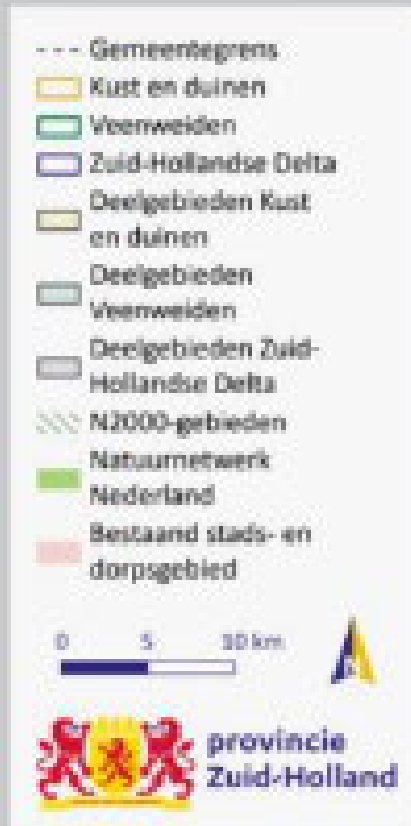 Gemeentegrens
Kust en duinen
Veenweiden
Zuid-Hollandse Delta
Deelgebieden Kust
en duinen
Deelgebieden
Veenweiden
Deelgebieden Zuid-
Hollandse Delta
N2000-gebieden
Natuurnetwerk
Nederland
Bestaand stads- en
dorpsgebied
0 5 10 km
provincie
Zuid-Holland